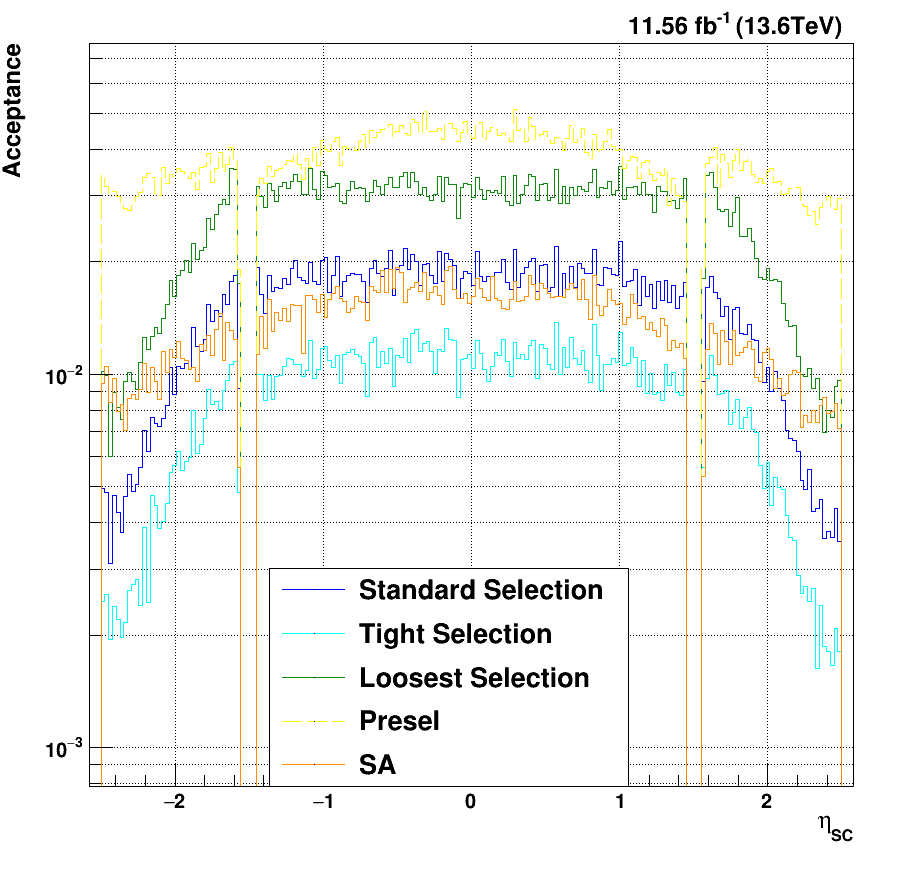 11.56 fb⁻¹ (13.6TeV)
Acceptance
10⁻²
10⁻³
Standard Selection
Tight Selection
Loosest Selection
Presel
SA
−2 −1 0 1 2
ηSC